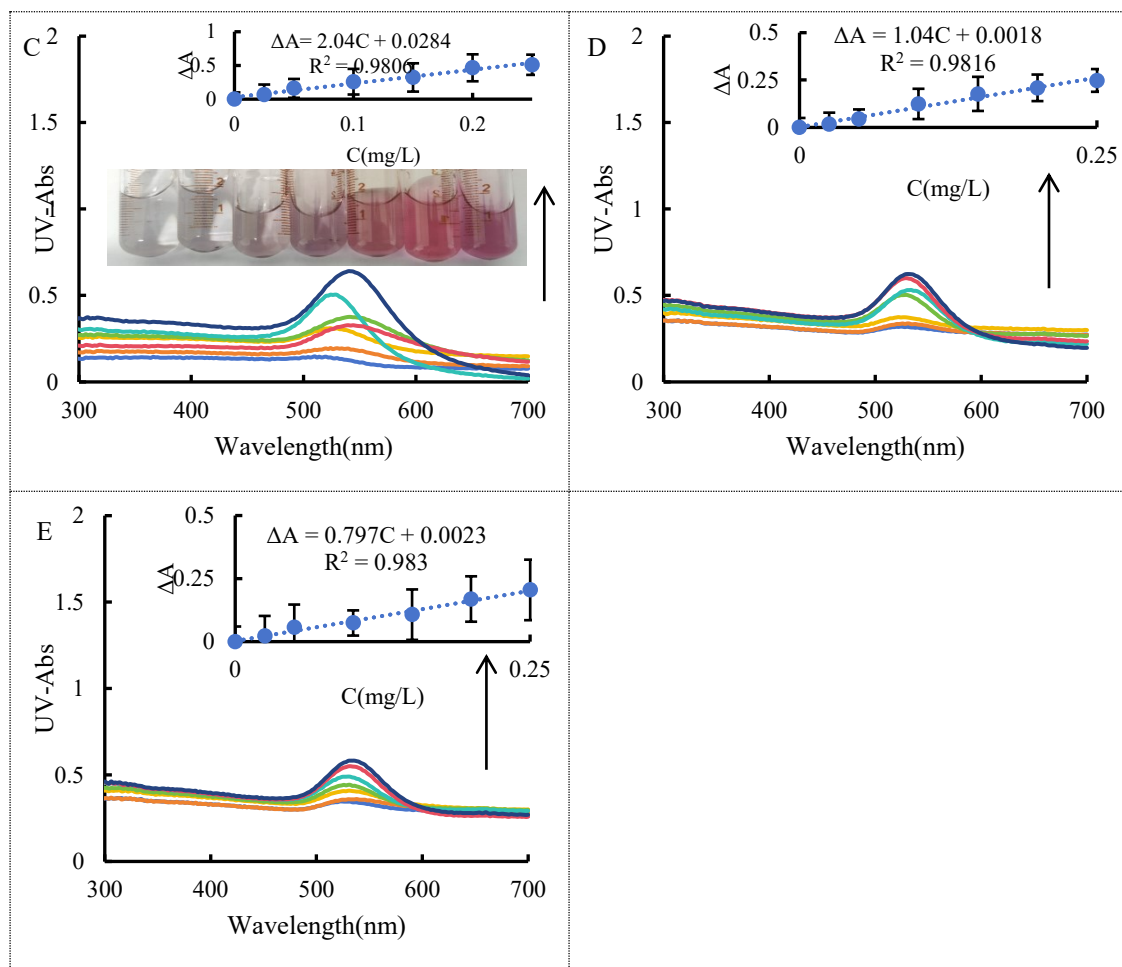 C
2
1.5
1
0.5
0
UV-Abs
300
400
500
600
700
Wavelength(nm)
1
0.5
0
ΔA
ΔA= 2.04C + 0.0284
R² = 0.9806
0
0.1
0.2
C(mg/L)
D
2
1.5
1
0.5
0
UV-Abs
300
400
500
600
700
Wavelength(nm)
0.5
0.25
0
ΔA
ΔA = 1.04C + 0.0018
R² = 0.9816
0
0.25
C(mg/L)
E
2
1.5
1
0.5
0
UV-Abs
300
400
500
600
700
Wavelength(nm)
0.5
0.25
0
ΔA
ΔA = 0.797C + 0.0023
R² = 0.983
0
0.25
C(mg/L)